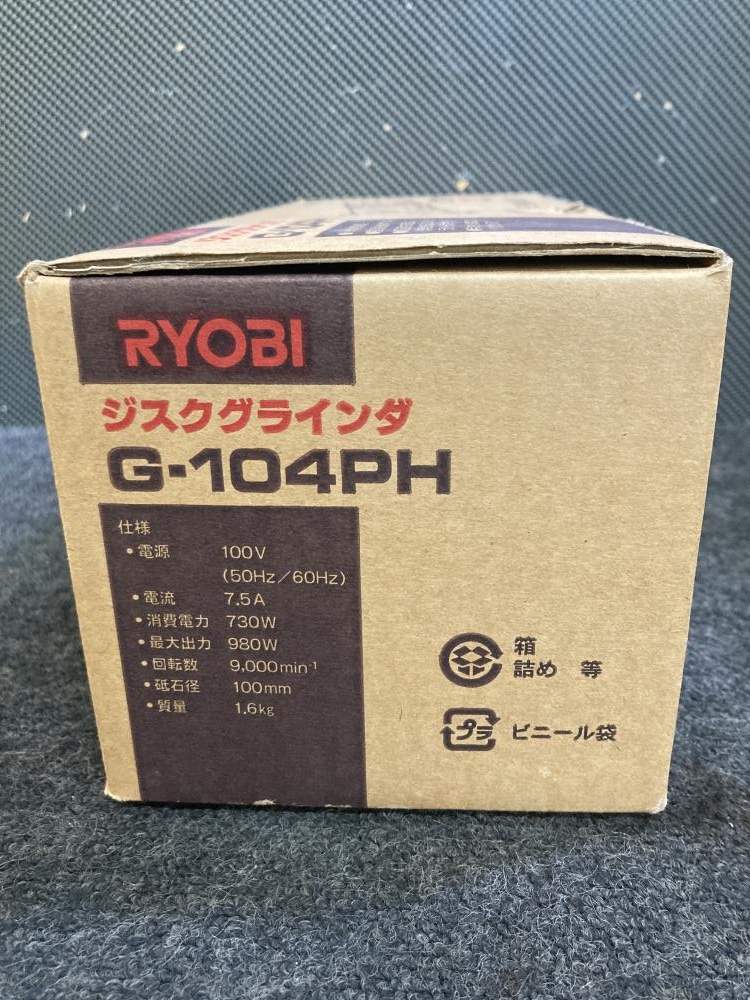 RYOBI
ジスクグラインダ
G-104PH
仕様
・電源 100V
(50Hz／60Hz)
・電流 7.5A
・消費電力 730W
・最大出力 980W
・回転数 9,000min⁻¹
・砥石径 100mm
・質量 1.6kg
箱
詰め 等
プラ ビニール袋